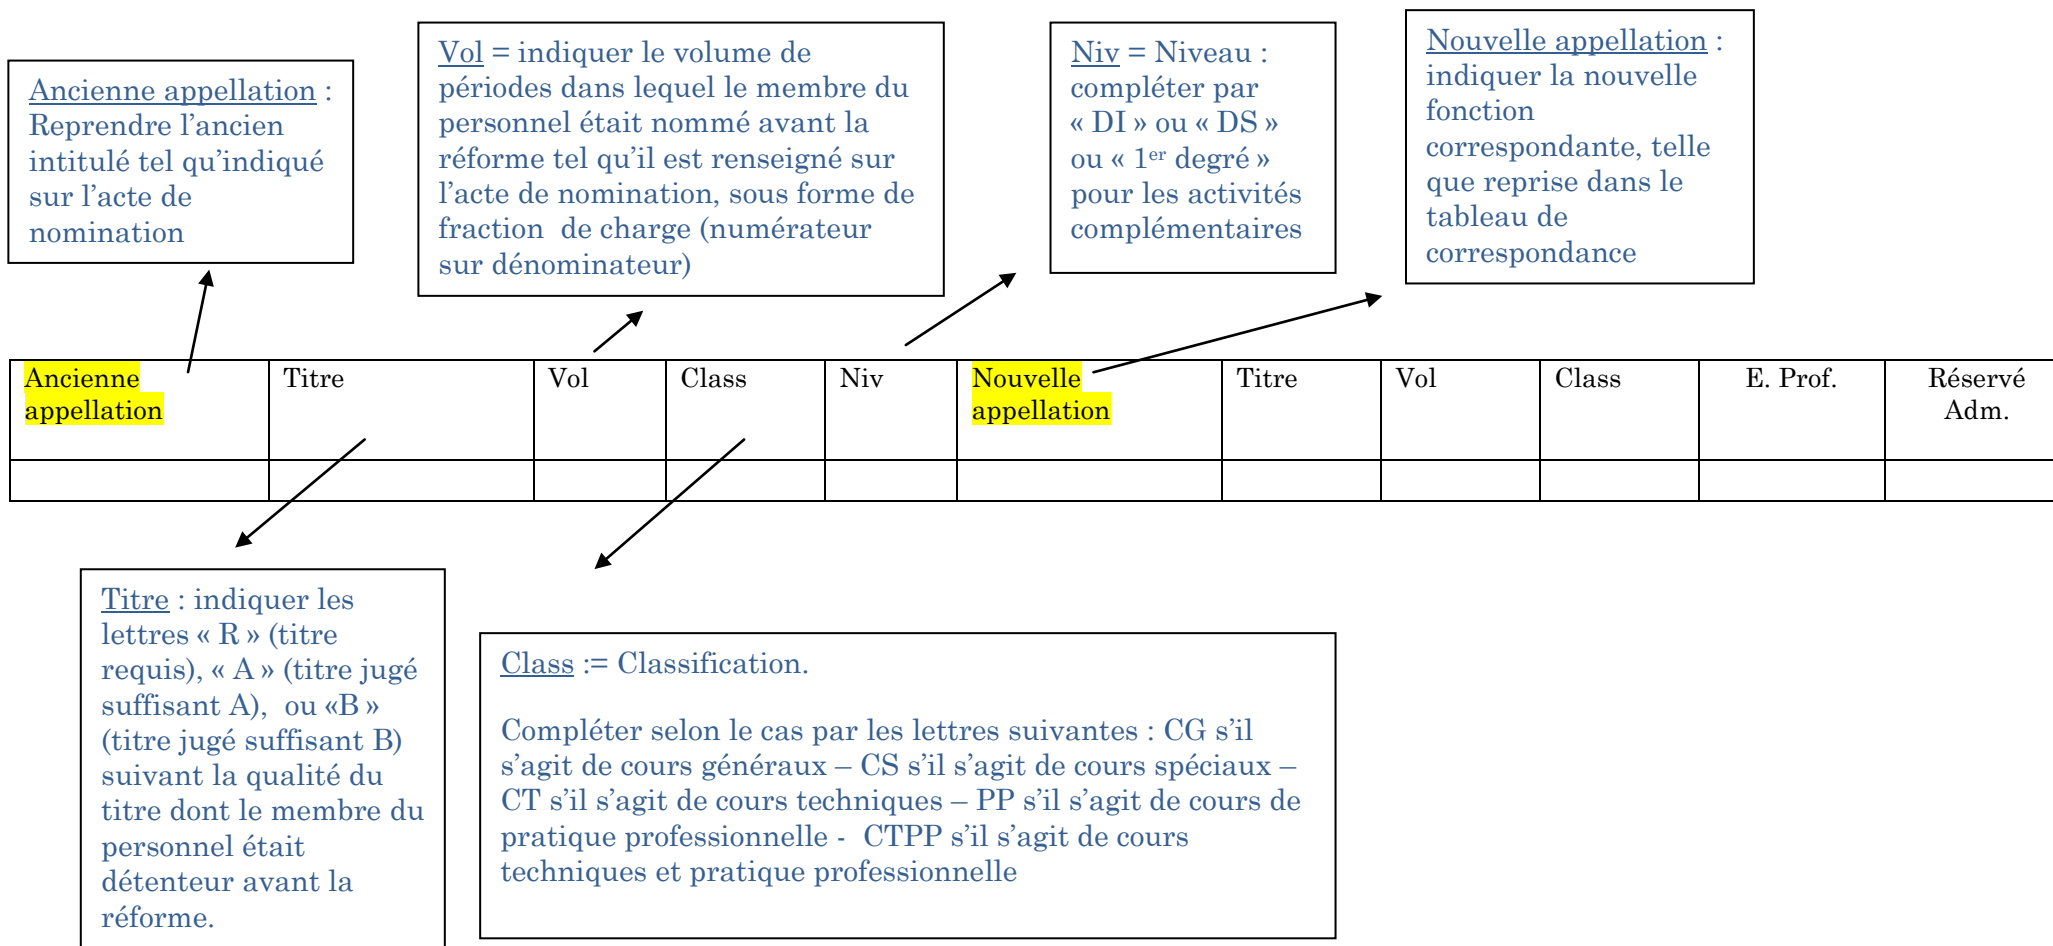 Ancienne appellation :
Reprendre l’ancien
intitulé tel qu’indiqué
sur l’acte de
nomination
Vol = indiquer le volume de
périodes dans lequel le membre du
personnel était nommé avant la
réforme tel qu’il est renseigné sur
l’acte de nomination, sous forme de
fraction  de charge (numérateur
sur dénominateur)
Niv = Niveau :
compléter par
« DI » ou « DS »
ou « 1er degré »
pour les activités
complémentaires
Nouvelle appellation :
indiquer la nouvelle
fonction
correspondante, telle
que reprise dans le
tableau de
correspondance
Ancienne
appellation
Titre
Vol
Class
Niv
Nouvelle
appellation
Titre
Vol
Class
E. Prof.
Réservé
Adm.
Titre : indiquer les
lettres « R » (titre
requis), « A » (titre jugé
suffisant A),  ou «B »
(titre jugé suffisant B)
suivant la qualité du
titre dont le membre du
personnel était
détenteur avant la
réforme.
Class := Classification.
Compléter selon le cas par les lettres suivantes : CG s’il
s’agit de cours généraux – CS s’il s’agit de cours spéciaux –
CT s’il s’agit de cours techniques – PP s’il s’agit de cours de
pratique professionnelle -  CTPP s’il s’agit de cours
techniques et pratique professionnelle